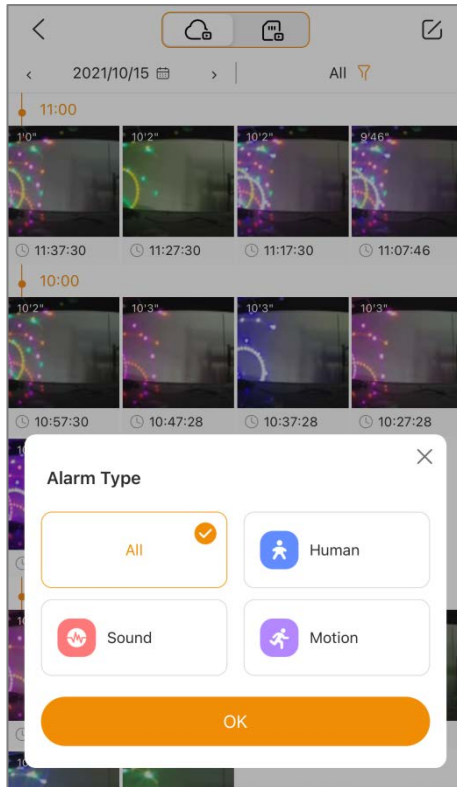 2021/10/15 All
11:00
1'0" 10'2" 10'2" 9'46"
11:37:30 11:27:30 11:17:30 11:07:46
10:00
10'2" 10'3" 10'3" 10'3"
10:57:30 10:47:28 10:37:28 10:27:28
Alarm Type
All Human
Sound Motion
OK